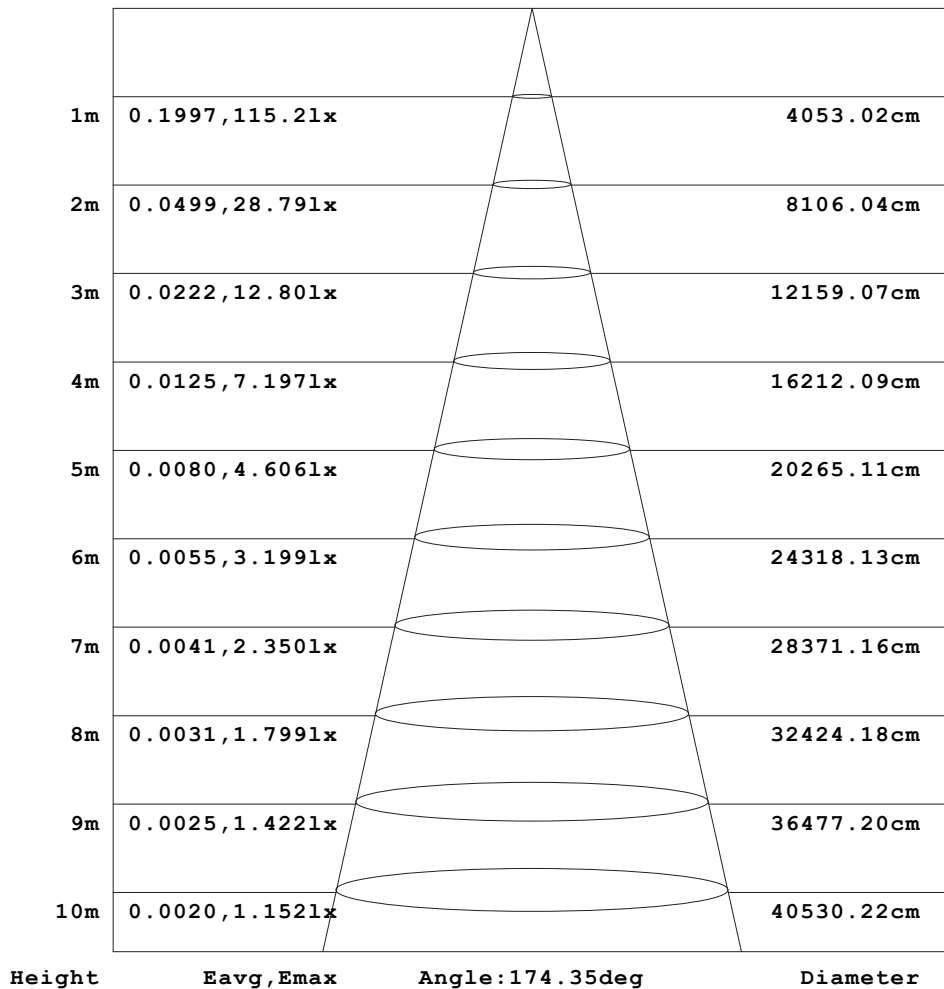 1m 0.1997,115.2lx 4053.02cm
2m 0.0499,28.79lx 8106.04cm
3m 0.0222,12.80lx 12159.07cm
4m 0.0125,7.197lx 16212.09cm
5m 0.0080,4.606lx 20265.11cm
6m 0.0055,3.199lx 24318.13cm
7m 0.0041,2.350lx 28371.16cm
8m 0.0031,1.799lx 32424.18cm
9m 0.0025,1.422lx 36477.20cm
10m 0.0020,1.152lx 40530.22cm
Height Eavg,Emax Angle:174.35deg Diameter